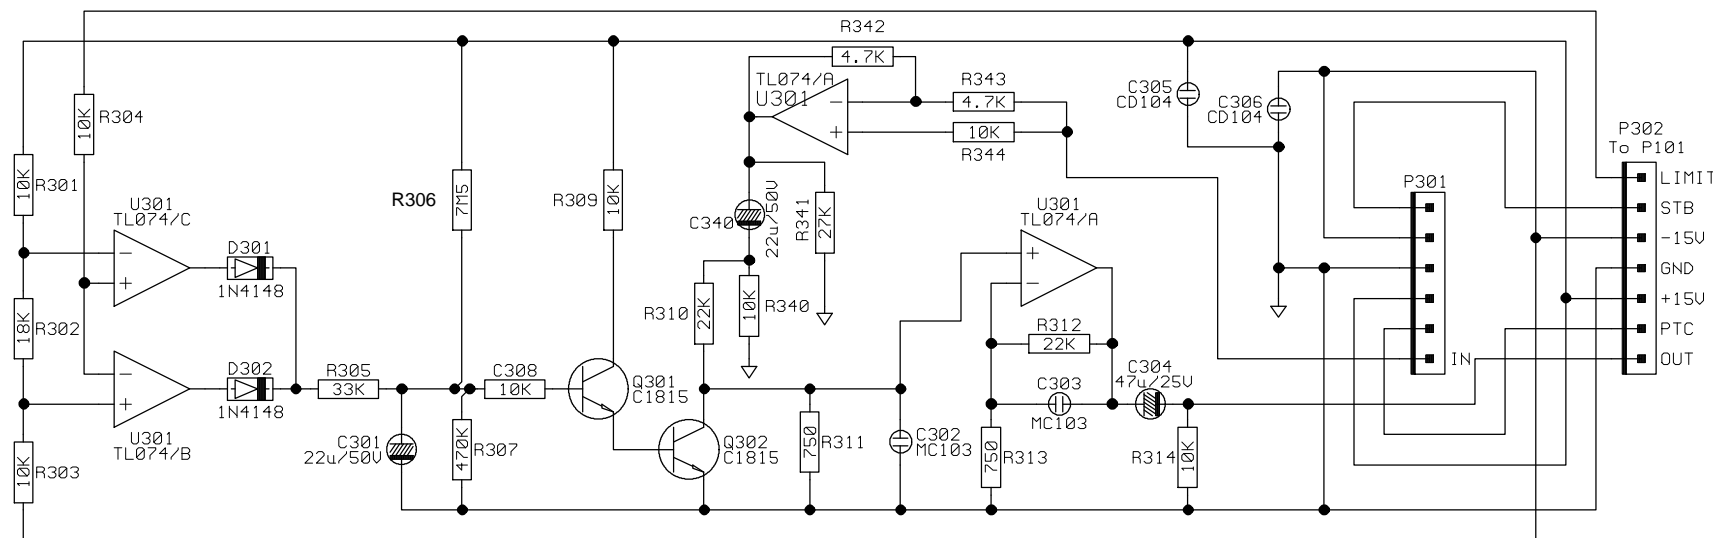 R342
4.7K
TL074/A
U301
R343
4.7K
10K
R344
C305
CD104
C306
CD104
P302
To P101
LIMIT
STB
-15V
GND
+15V
PTC
OUT
P301
IN
10K
R304
10K
R301
R306
7M5
R309
10K
C340
22u/50V
R341
27K
U301
TL074/C
D301
1N4148
U301
TL074/A
18K
R302
R310
22K
10K
R340
R312
22K
D302
1N4148
R305
33K
C308
10K
Q301
C1815
C303
MC103
C304
47u/25V
U301
TL074/B
10K
R303
C301
22u/50V
470K
R307
Q302
C1815
750
R311
C302
MC103
750
R313
R314
10K